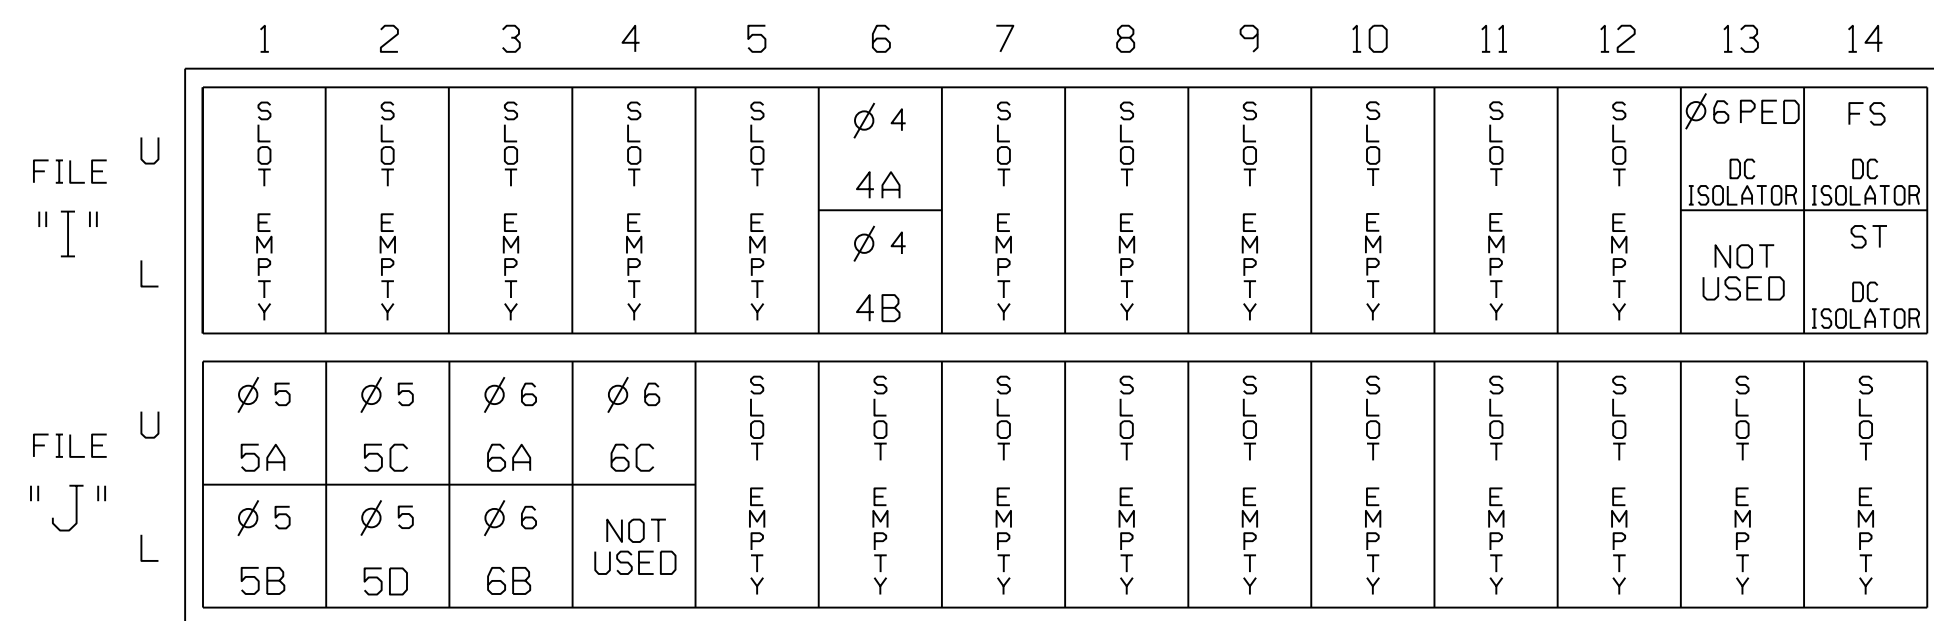 1 2 3 4 5 6 7 8 9 10 11 12 13 14
FILE "I"
U
L
SLOT EMPTY
SLOT EMPTY
SLOT EMPTY
SLOT EMPTY
SLOT EMPTY
Ø 4
4A
Ø 4
4B
SLOT EMPTY
SLOT EMPTY
SLOT EMPTY
SLOT EMPTY
SLOT EMPTY
SLOT EMPTY
Ø6 PED
DC
ISOLATOR
NOT
USED
FS
DC
ISOLATOR
ST
DC
ISOLATOR
FILE "J"
U
L
Ø 5
5A
Ø 5
5B
Ø 5
5C
Ø 5
5D
Ø 6
6A
Ø 6
6B
Ø 6
6C
NOT
USED
SLOT EMPTY
SLOT EMPTY
SLOT EMPTY
SLOT EMPTY
SLOT EMPTY
SLOT EMPTY
SLOT EMPTY
SLOT EMPTY
SLOT EMPTY
SLOT EMPTY